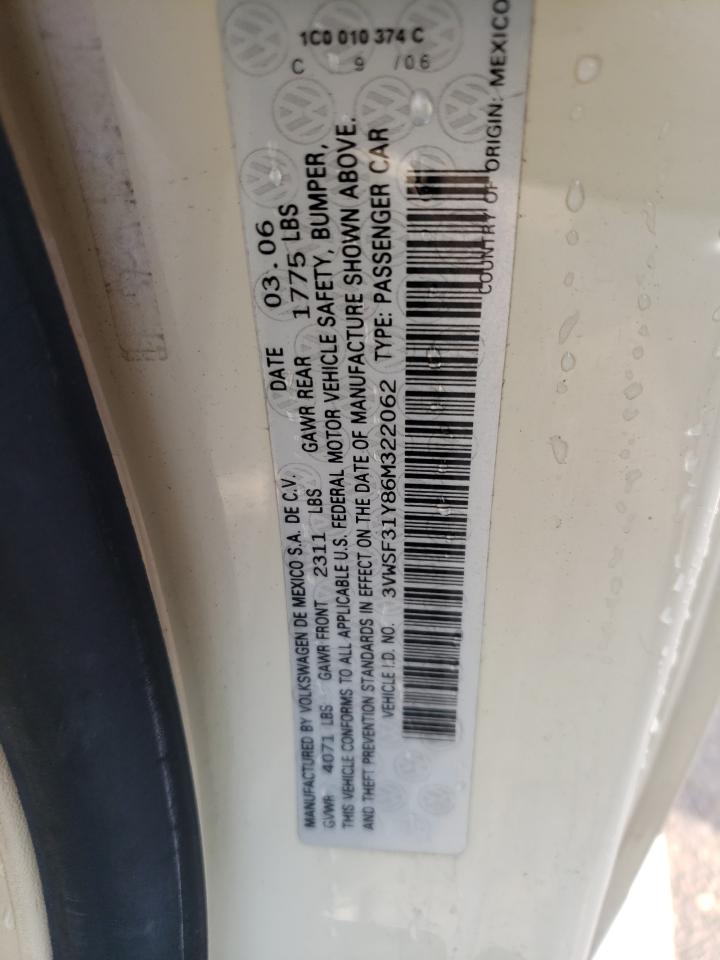 1C0 010 374 C
C 9 /06
MANUFACTURED BY VOLKSWAGEN DE MEXICO S.A. DE C.V. DATE 03.06
GVWR 4071 LBS GAWR FRONT 2311 LBS GAWR REAR 1775 LBS
THIS VEHICLE CONFORMS TO ALL APPLICABLE U.S. FEDERAL MOTOR VEHICLE SAFETY, BUMPER,
AND THEFT PREVENTION STANDARDS IN EFFECT ON THE DATE OF MANUFACTURE SHOWN ABOVE.
VEHICLE I.D. NO. 3VWSF31Y86M322062 TYPE: PASSENGER CAR
COUNTRY OF ORIGIN: MEXICO